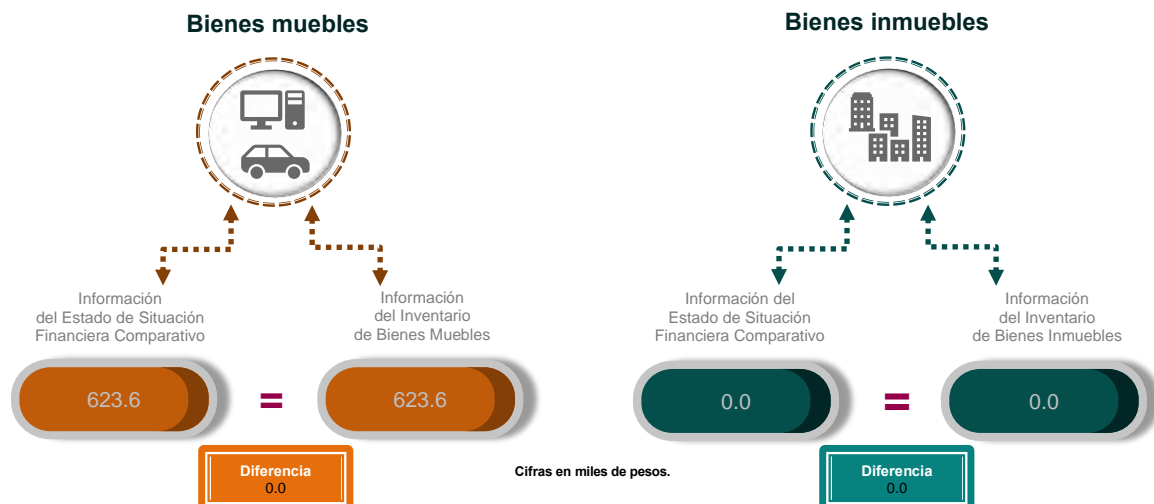 Bienes muebles
Información
del Estado de Situación
Financiera Comparativo
Información
del Inventario
de Bienes Muebles
623.6
=
623.6
Diferencia
0.0
Cifras en miles de pesos.
Bienes inmuebles
Información del
Estado de Situación
Financiera Comparativo
Información
del Inventario
de Bienes Inmuebles
0.0
=
0.0
Diferencia
0.0